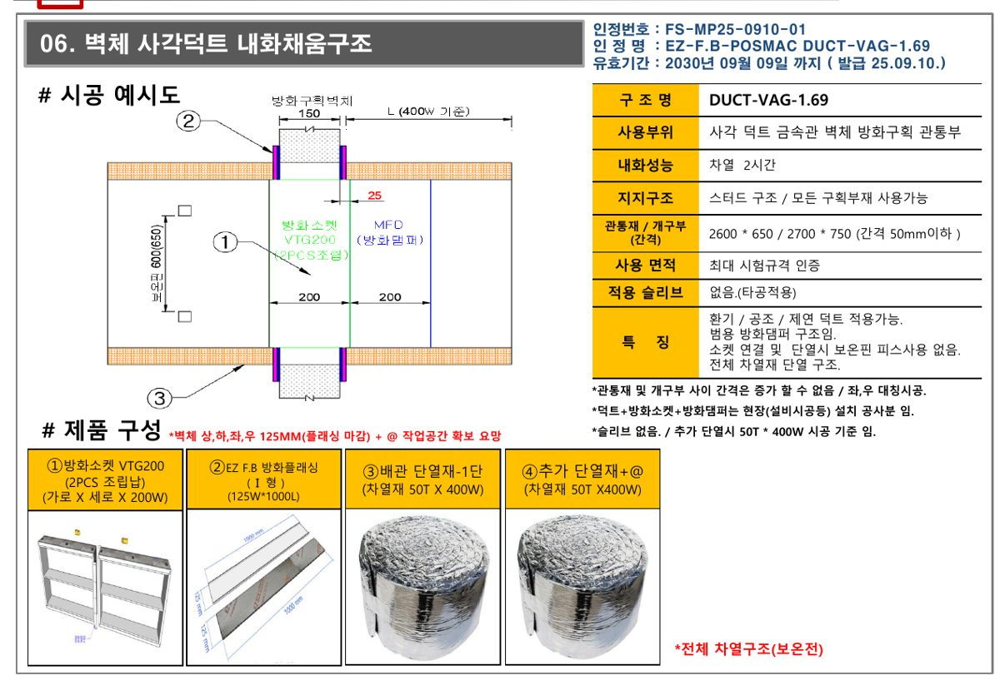 06. 벽체 사각덕트 내화채움구조
인정번호 : FS-MP25-0910-01
인 정 명 : EZ-F.B-POSMAC DUCT-VAG-1.69
유효기간 : 2030년 09월 09일 까지 ( 발급 25.09.10.)
# 시공 예시도
방화구획벽체
150
L (400W 기준)
②
25
방화소켓
VTG200
(2PCS조립)
MFD
(방화댐퍼)
①
보온핀 600(650)
200
200
③
구 조 명
DUCT-VAG-1.69
사용부위
사각 덕트 금속관 벽체 방화구획 관통부
내화성능
차열 2시간
지지구조
스터드 구조 / 모든 구획부재 사용가능
관통재 / 개구부
(간격)
2600 * 650 / 2700 * 750 (간격 50mm이하 )
사용 면적
최대 시험규격 인증
적용 슬리브
없음.(타공적용)
특 징
환기 / 공조 / 제연 덕트 적용가능.
범용 방화댐퍼 구조임.
소켓 연결 및 단열시 보온핀 피스사용 없음.
전체 차열재 단열 구조.
*관통재 및 개구부 사이 간격은 증가 할 수 없음 / 좌,우 대칭시공.
*덕트+방화소켓+방화댐퍼는 현장(설비시공등) 설치 공사분 임.
*슬리브 없음. / 추가 단열시 50T * 400W 시공 기준 임.
# 제품 구성
*벽체 상,하,좌,우 125MM(플래싱 마감) + @ 작업공간 확보 요망
①방화소켓 VTG200
(2PCS 조립납)
(가로 X 세로 X 200W)
②EZ F.B 방화플래싱
( I 형 )
(125W*1000L)
③배관 단열재-1단
(차열재 50T X 400W)
④추가 단열재+@
(차열재 50T X400W)
1000 mm
125 mm
125 mm
1000 mm
*전체 차열구조(보온전)